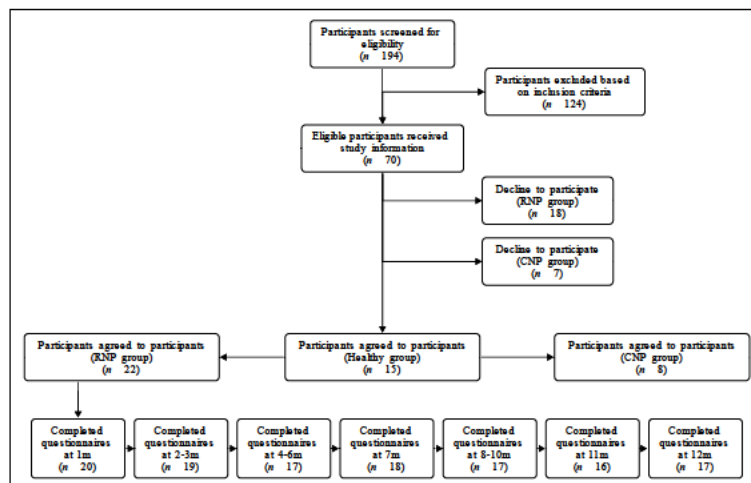 Participants screened for
eligibility
(n 194)
Participants excluded based
on inclusion criteria
(n 124)
Eligible participants received
study information
(n 70)
Decline to participate
(RNP group)
(n 18)
Decline to participate
(CNP group)
(n 7)
Participants agreed to participants
(RNP group)
(n 22)
Participants agreed to participants
(Healthy group)
(n 15)
Participants agreed to participants
(CNP group)
(n 8)
Completed
questionnaires
at 1m
(n 20)
Completed
questionnaires
at 2-3m
(n 19)
Completed
questionnaires
at 4-6m
(n 17)
Completed
questionnaires
at 7m
(n 18)
Completed
questionnaires
at 8-10m
(n 17)
Completed
questionnaires
at 11m
(n 16)
Completed
questionnaires
at 12m
(n 17)